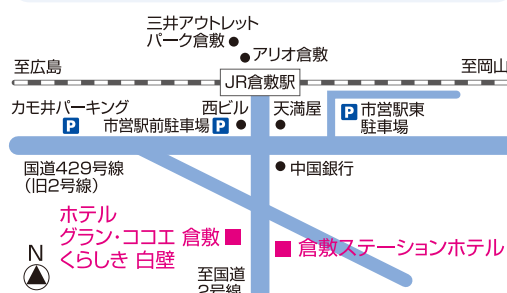 三井アウトレット
パーク倉敷
アリオ倉敷
至広島
至岡山
JR倉敷駅
カモ井パーキング
P
西ビル
天満屋
市営駅前駐車場 P
P 市営駅東
駐車場
国道429号線
(旧2号線)
中国銀行
ホテル
グラン・ココエ 倉敷
くらしき 白壁
倉敷ステーションホテル
N
至国道
2号線